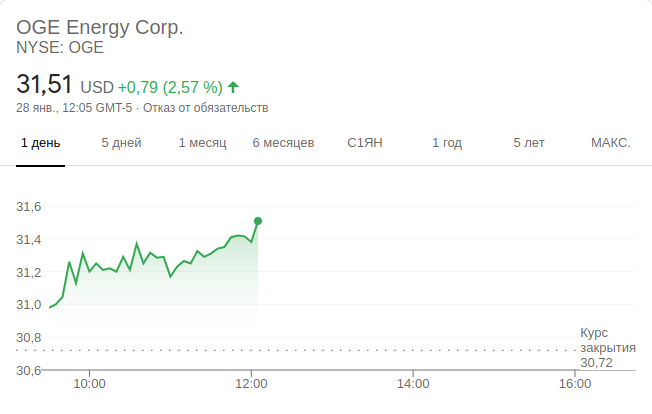 OGE Energy Corp.
NYSE: OGE
31,51 USD +0,79 (2,57 %)
28 янв., 12:05 GMT-5 · Отказ от обязательств
1 день 5 дней 1 месяц 6 месяцев С1ЯН 1 год 5 лет МАКС.
31,6
31,4
31,2
31,0
30,8
Курс
закрытия
30,72
30,6
10:00 12:00 14:00 16:00